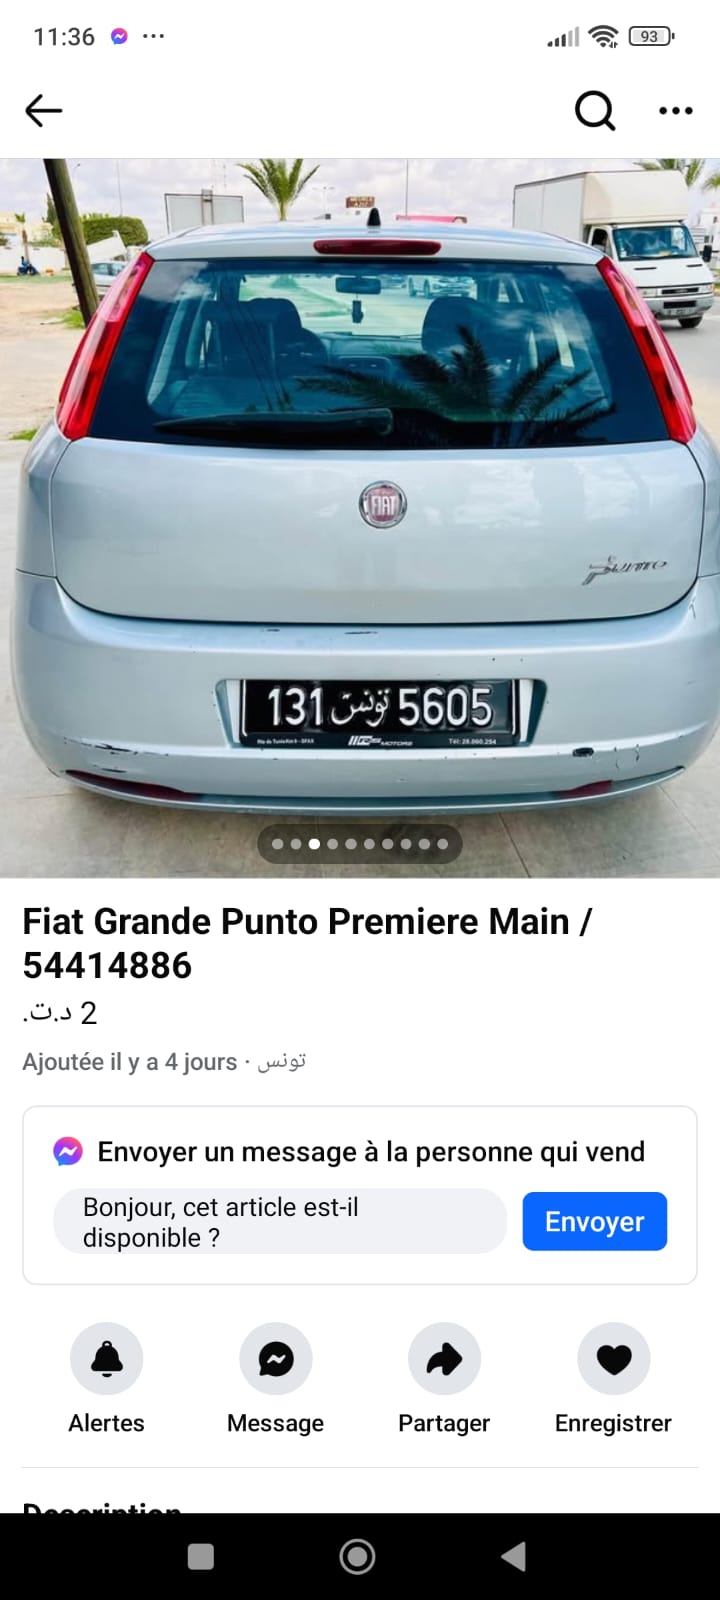 11:36
93
FIAT
Punto
131 تونس 5605
MOTORS
Tél: 28.060.254
Fiat Grande Punto Premiere Main /
54414886
2 د.ت.
Ajoutée il y a 4 jours · تونس
Envoyer un message à la personne qui vend
Bonjour, cet article est-il
disponible ?
Envoyer
Alertes
Message
Partager
Enregistrer
Description